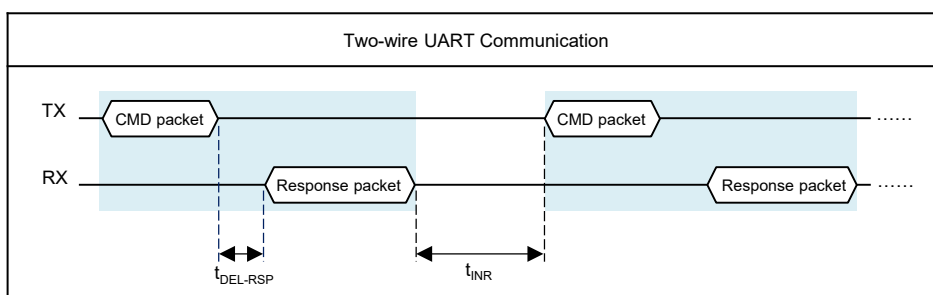 Two-wire UART Communication
TX CMD packet CMD packet ......
RX Response packet Response packet ......
tDEL-RSP tINR